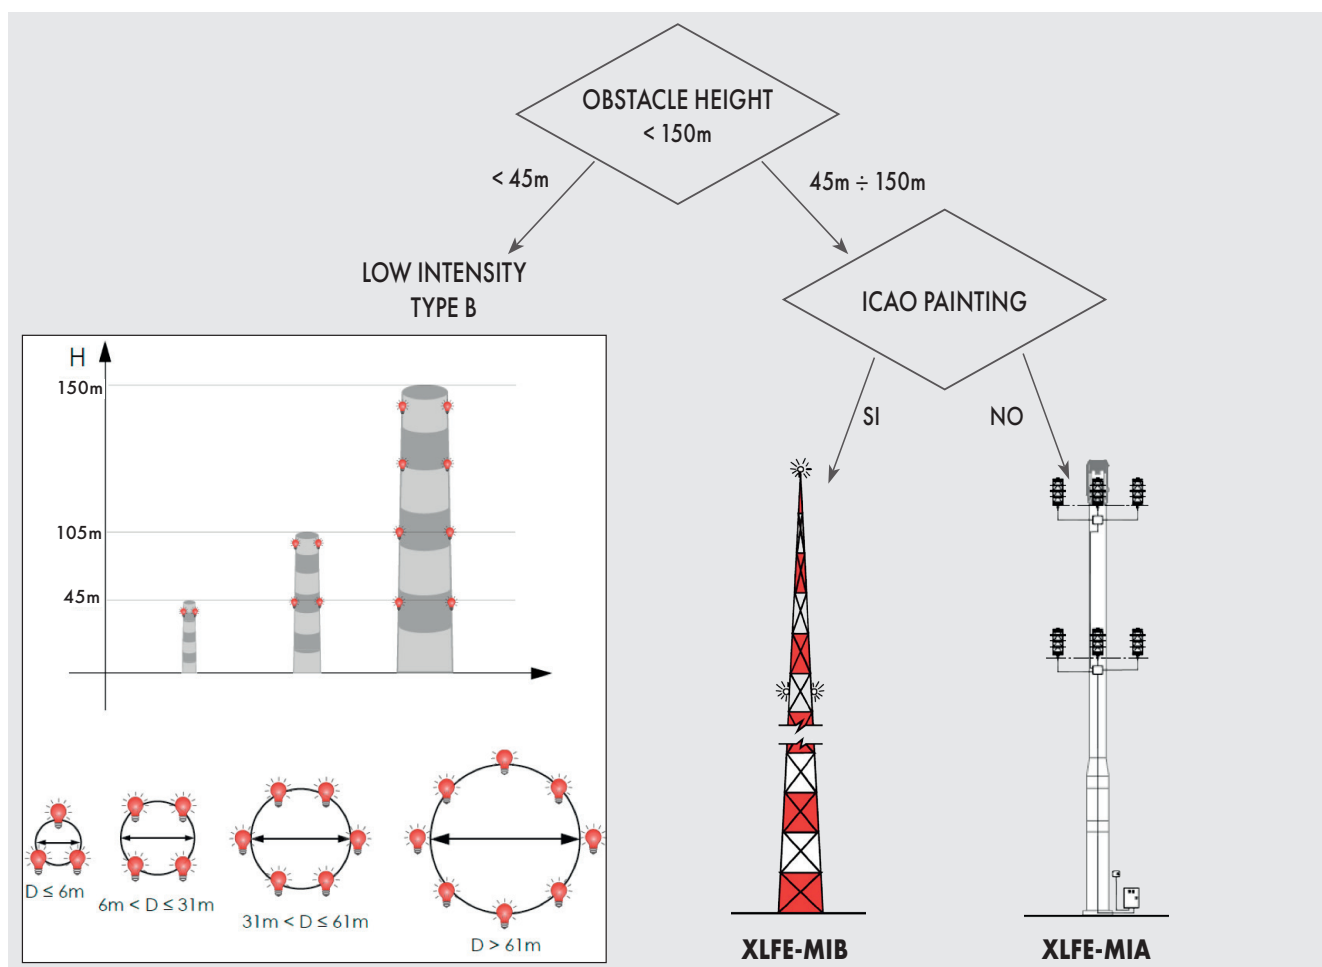 OBSTACLE HEIGHT
< 150m
< 45m
45m ÷ 150m
LOW INTENSITY
TYPE B
ICAO PAINTING
SI
NO
H
150m
105m
45m
D ≤ 6m
6m < D ≤ 31m
31m < D ≤ 61m
D > 61m
XLFE-MIB
XLFE-MIA